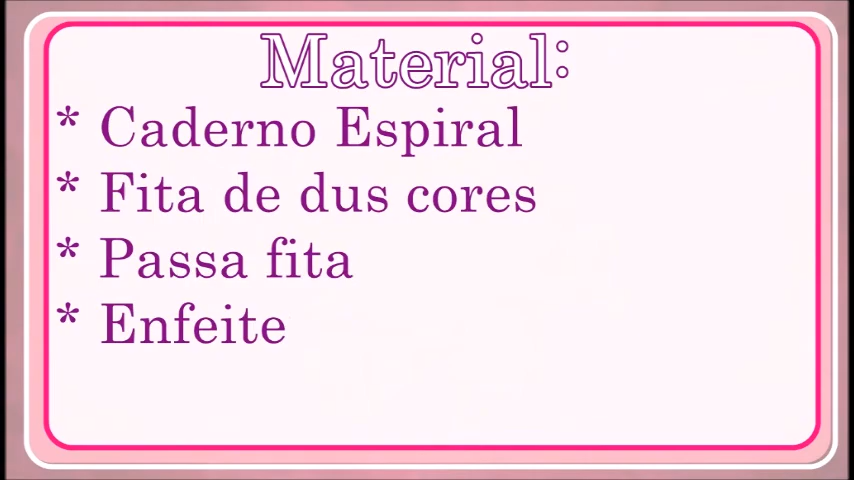 Material:
* Caderno Espiral
* Fita de dus cores
* Passa fita
* Enfeite